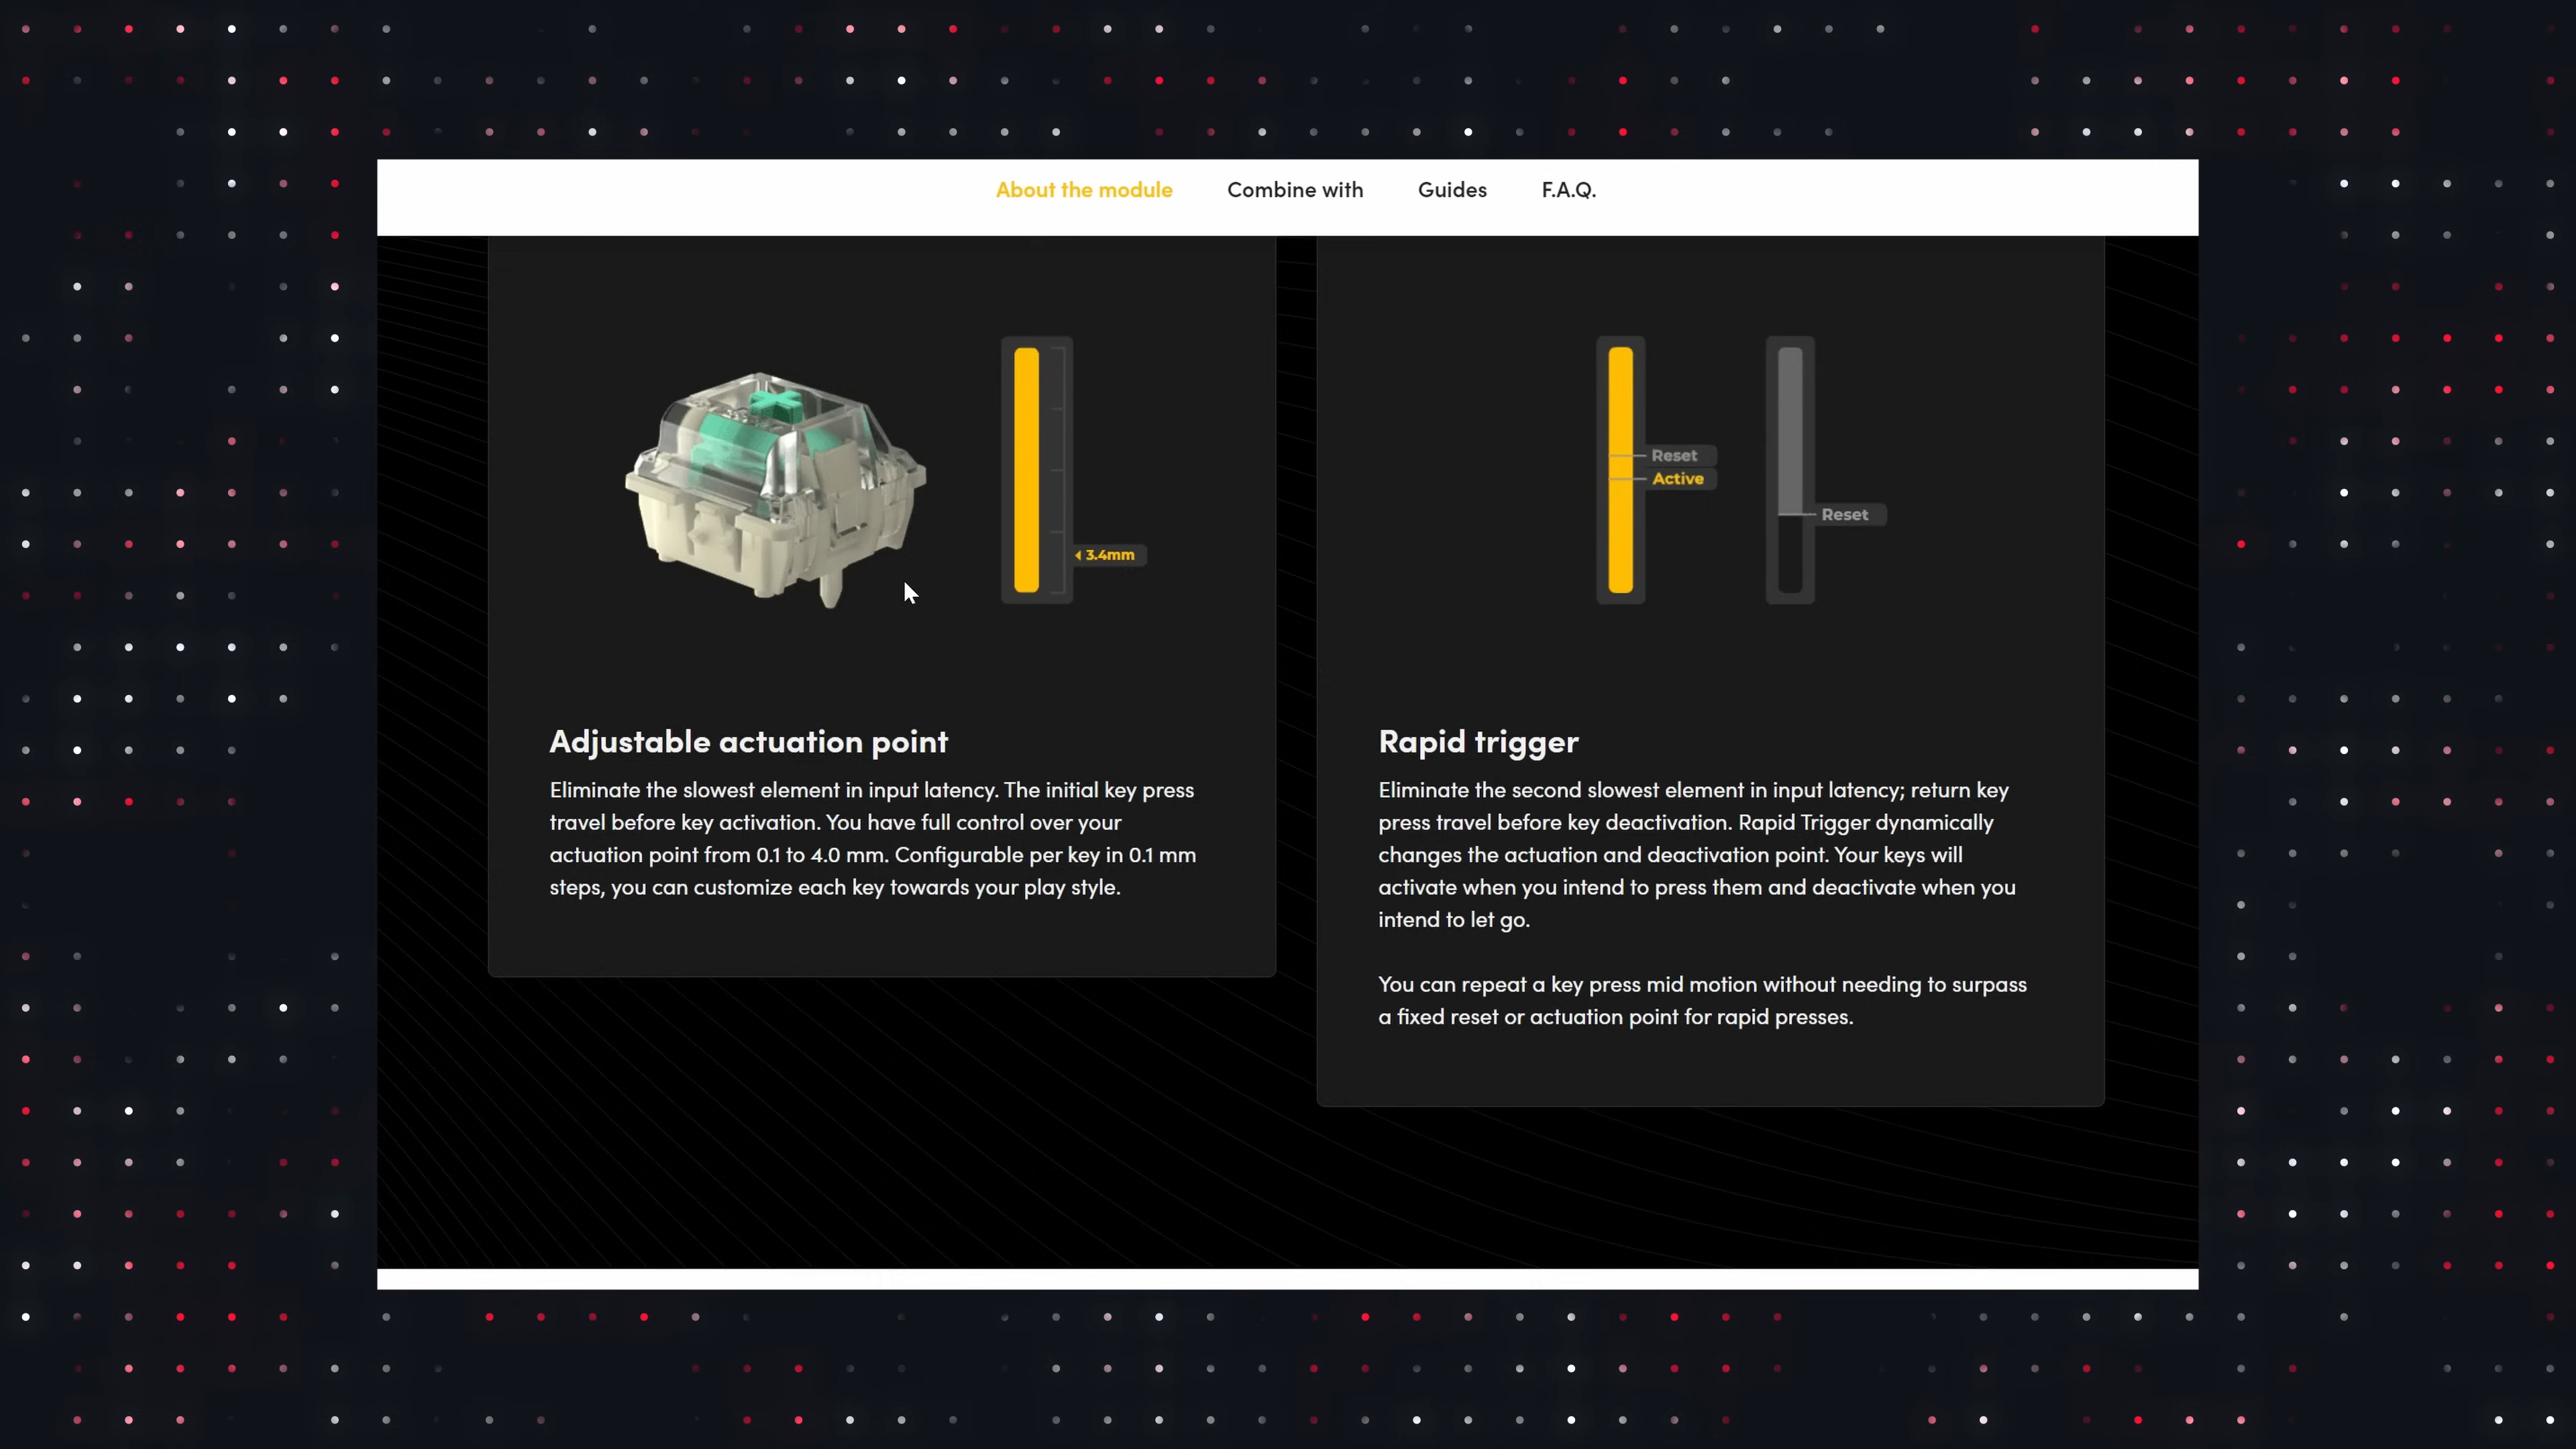 About the module
Combine with
Guides
F.A.Q.
3.4mm
Adjustable actuation point
Eliminate the slowest element in input latency. The initial key press
travel before key activation. You have full control over your
actuation point from 0.1 to 4.0 mm. Configurable per key in 0.1 mm
steps, you can customize each key towards your play style.
Reset
Active
Reset
Rapid trigger
Eliminate the second slowest element in input latency; return key
press travel before key deactivation. Rapid Trigger dynamically
changes the actuation and deactivation point. Your keys will
activate when you intend to press them and deactivate when you
intend to let go.
You can repeat a key press mid motion without needing to surpass
a fixed reset or actuation point for rapid presses.